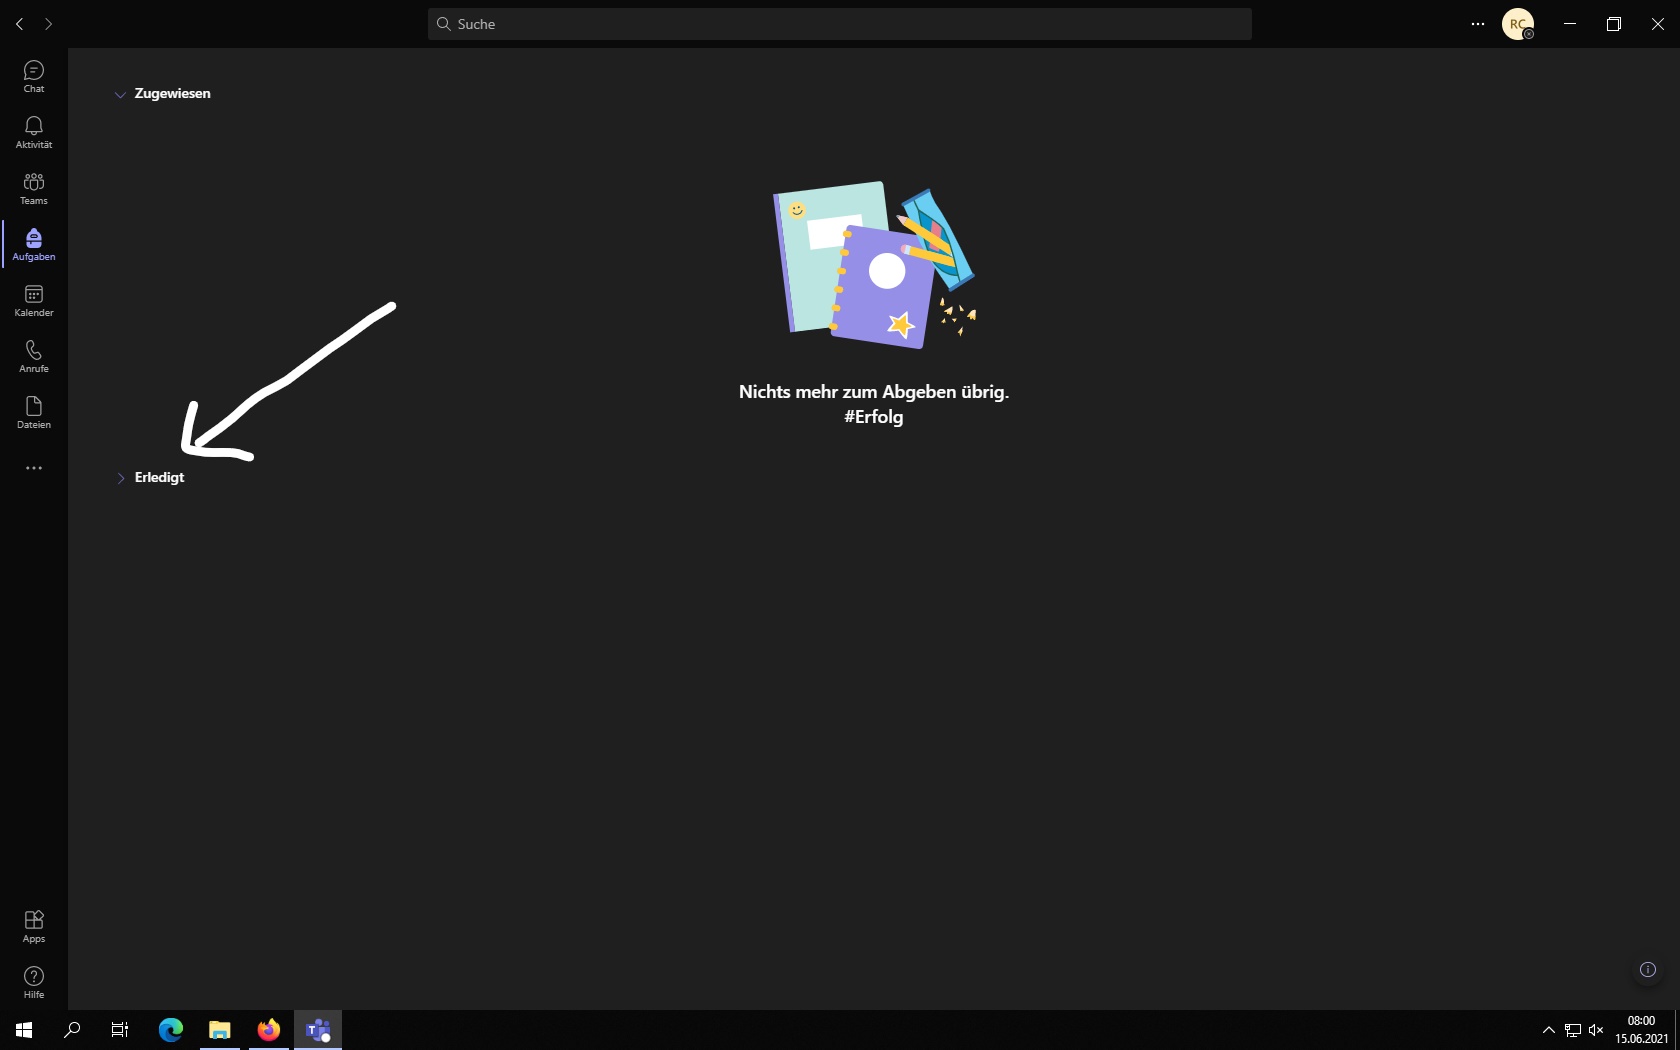 Suche
RC
Chat
Aktivität
Teams
Aufgaben
Kalender
Anrufe
Dateien
Zugewiesen
Nichts mehr zum Abgeben übrig.
#Erfolg
Erledigt
Apps
Hilfe
T
08:00
15.06.2021